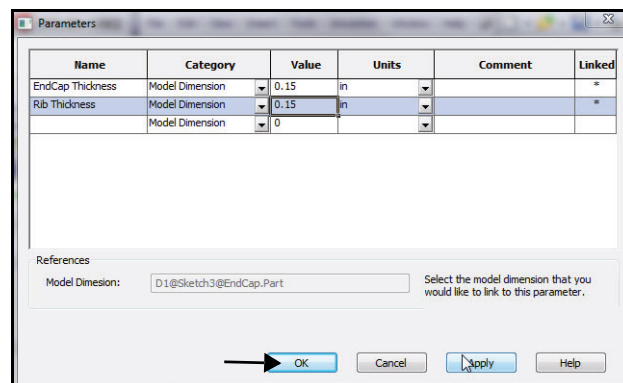 Parameters
Name Category Value Units Comment Linked
EndCap Thickness Model Dimension 0.15 in *
Rib Thickness Model Dimension 0.15 in *
Model Dimension 0
References
Model Dimesion: D1@Sketch3@EndCap.Part Select the model dimension that you
would like to link to this parameter.
OK Cancel Apply Help